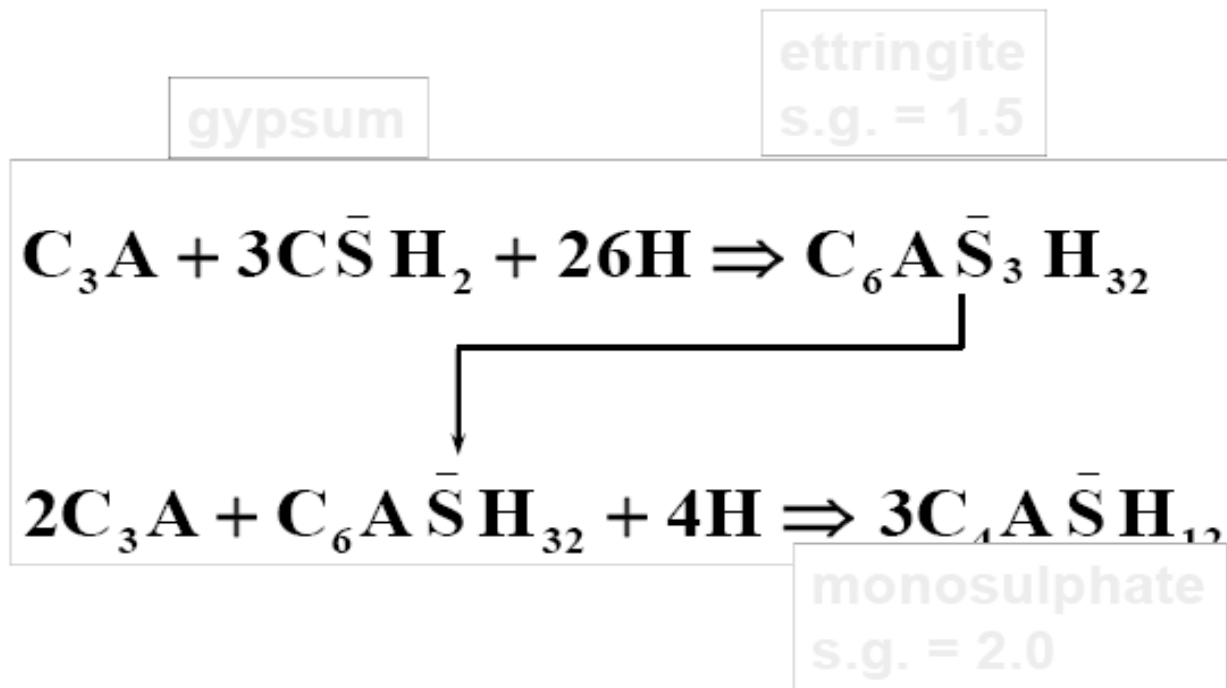 ettringite
s.g. = 1.5
gypsum
C₃A + 3CS̄H₂ + 26H ⇒ C₆AS̄₃H₃₂
2C₃A + C₆AS̄H₃₂ + 4H ⇒ 3C₄AS̄H₁₂
monosulphate
s.g. = 2.0